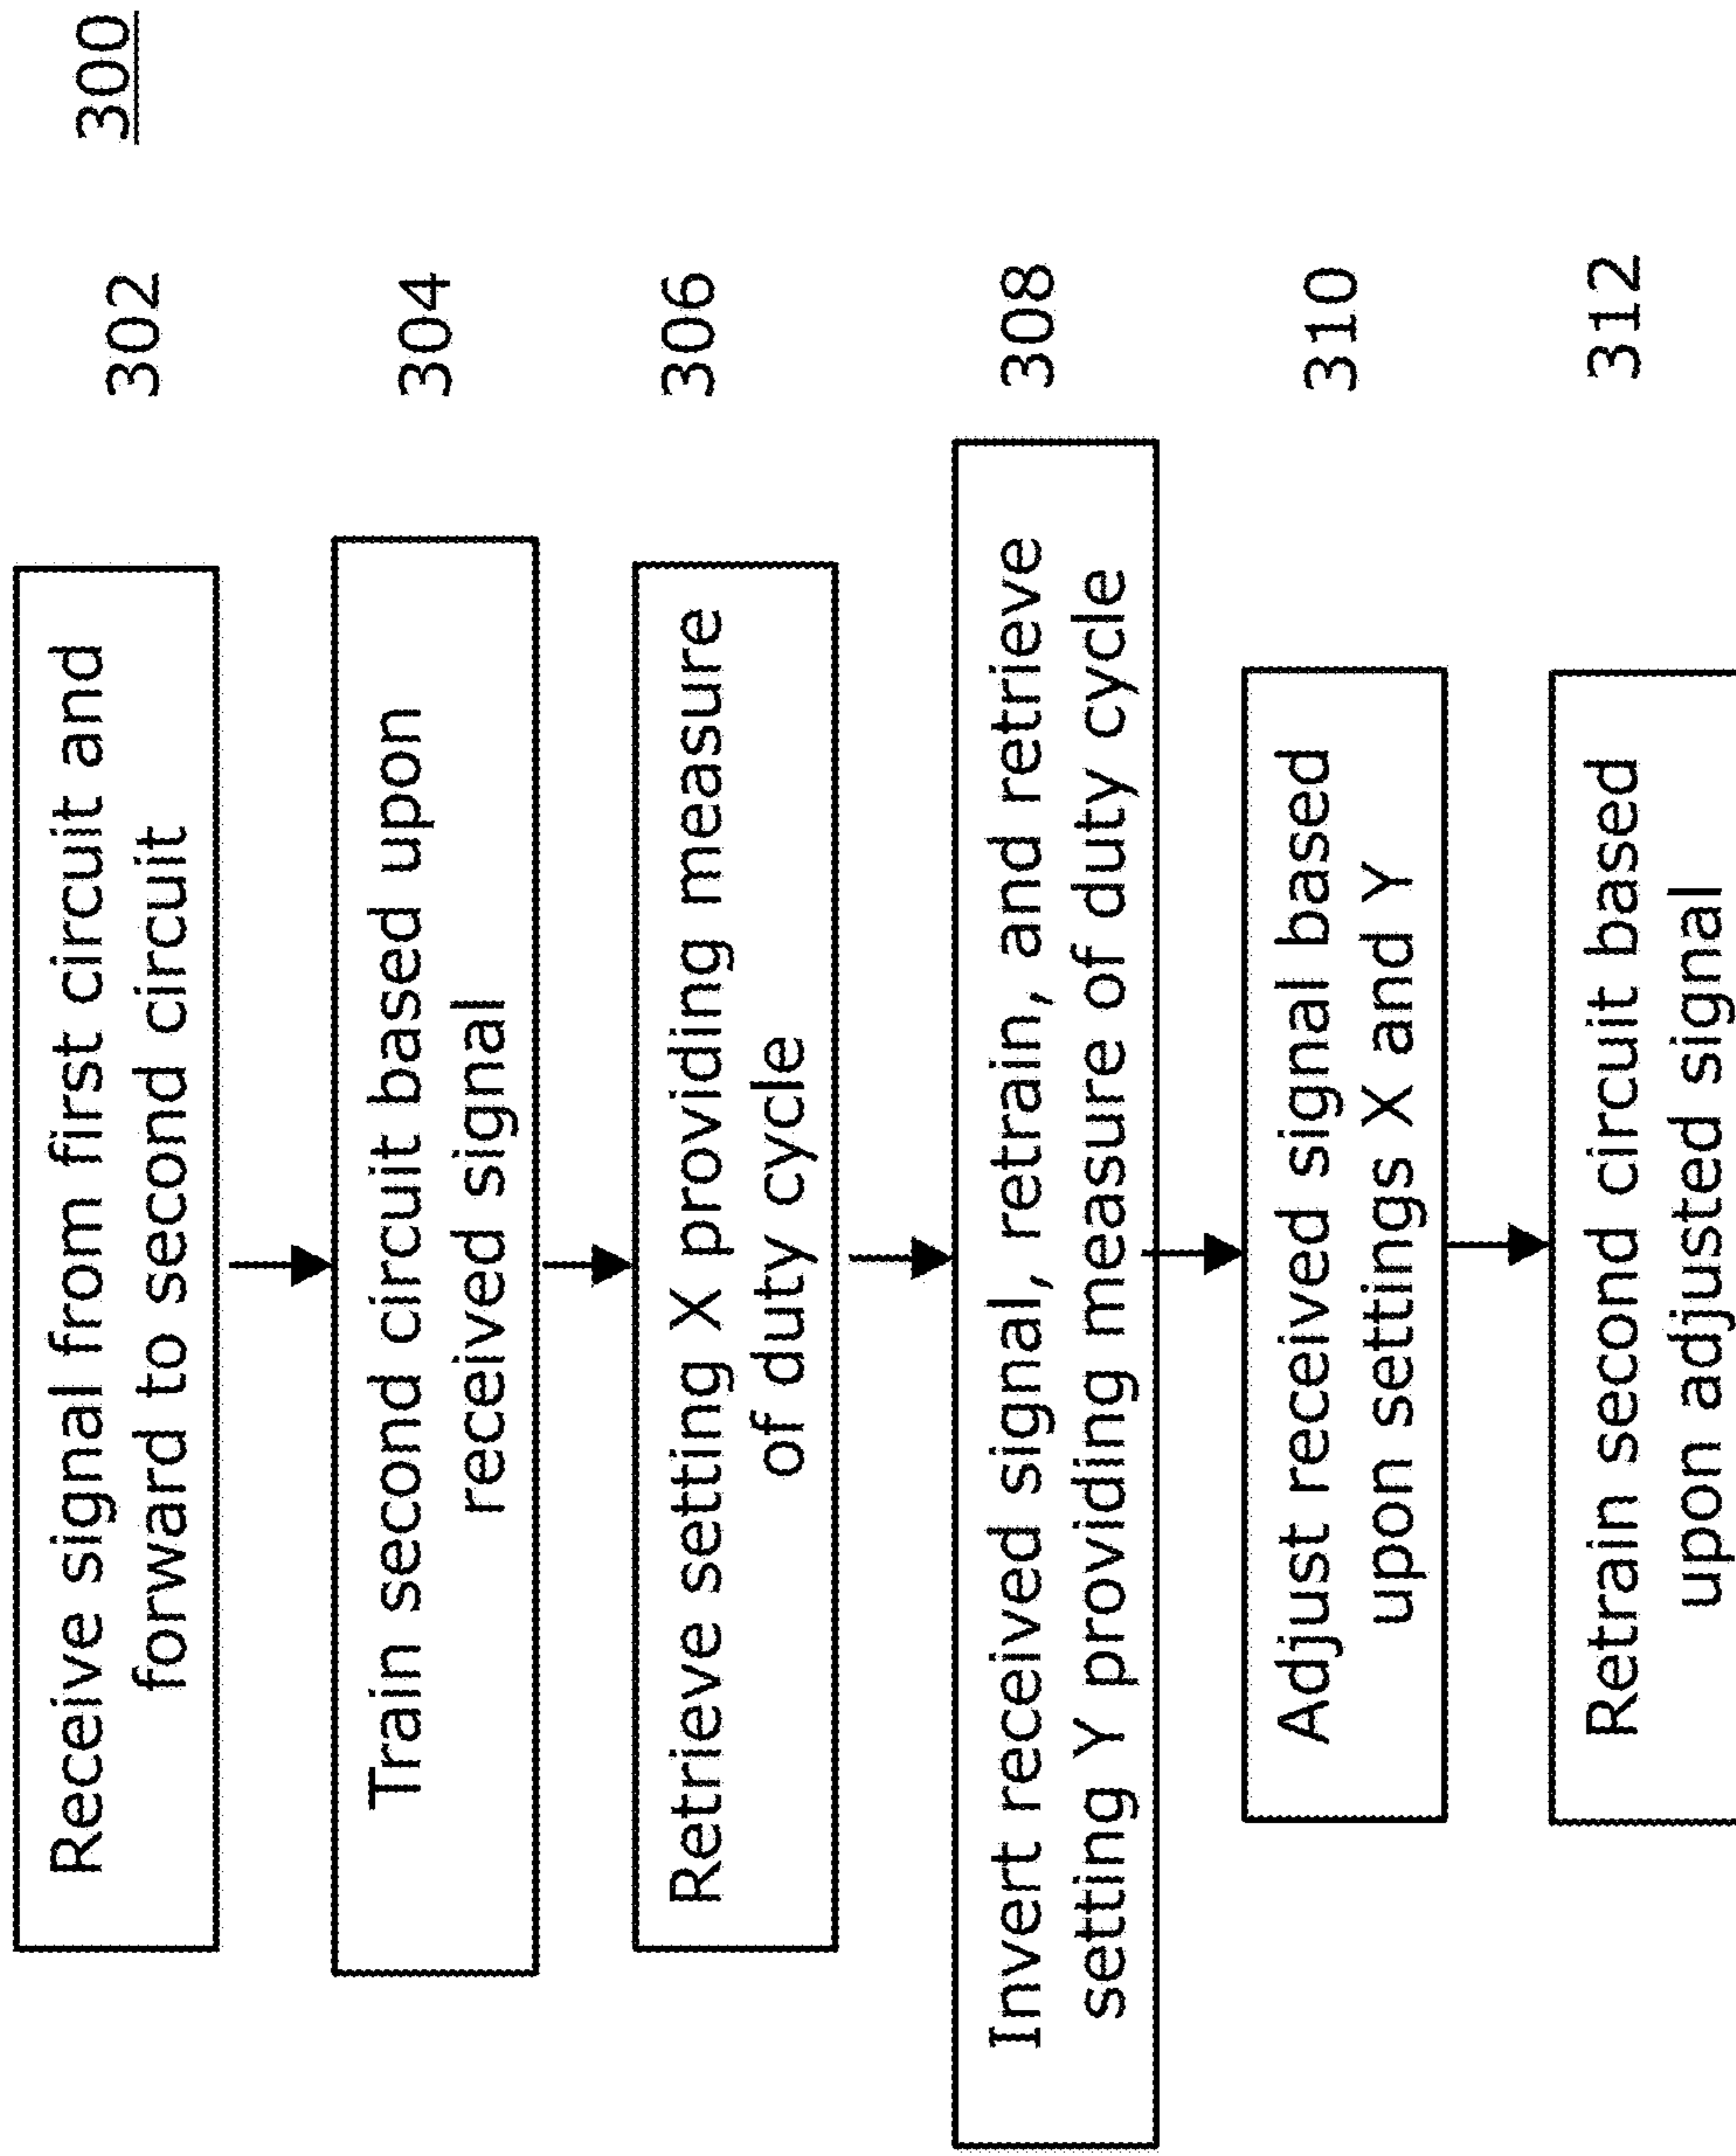 300
Receive signal from first circuit and
forward to second circuit
302
Train second circuit based upon
received signal
304
Retrieve setting X providing measure
of duty cycle
306
Invert received signal, retrain, and retrieve
setting Y providing measure of duty cycle
308
Adjust received signal based
upon settings X and Y
310
Retrain second circuit based
upon adjusted signal
312